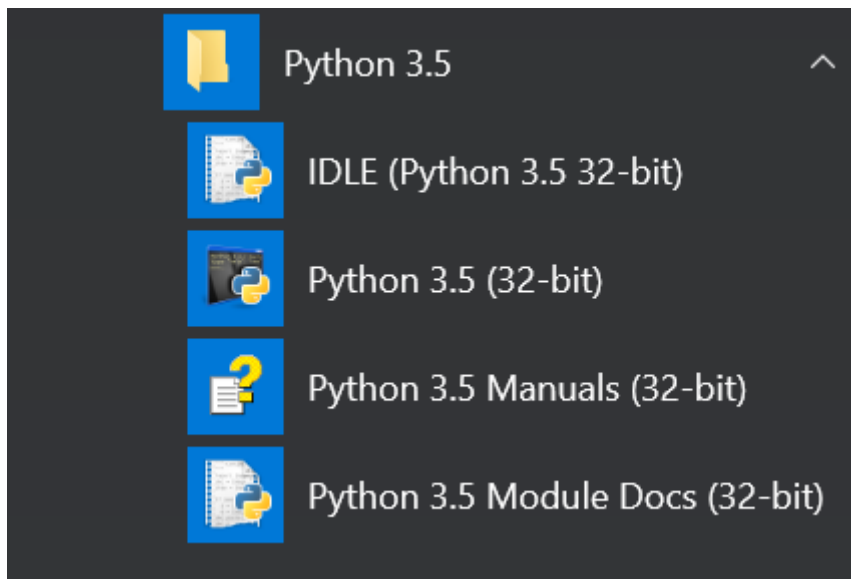 Python 3.5
IDLE (Python 3.5 32-bit)
Python 3.5 (32-bit)
Python 3.5 Manuals (32-bit)
Python 3.5 Module Docs (32-bit)